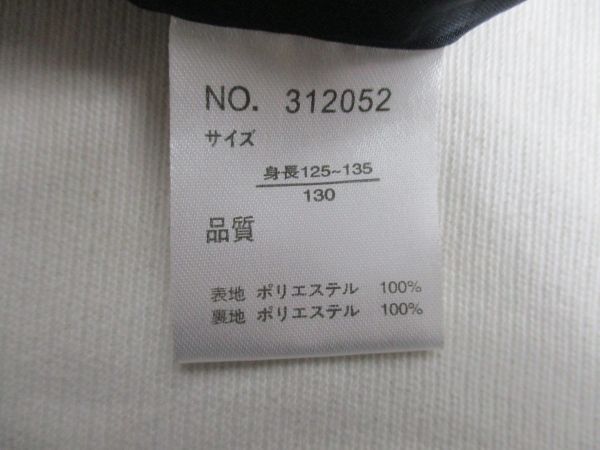 NO. 312052
サイズ
身長125~135
130
品質
表地 ポリエステル 100%
裏地 ポリエステル 100%